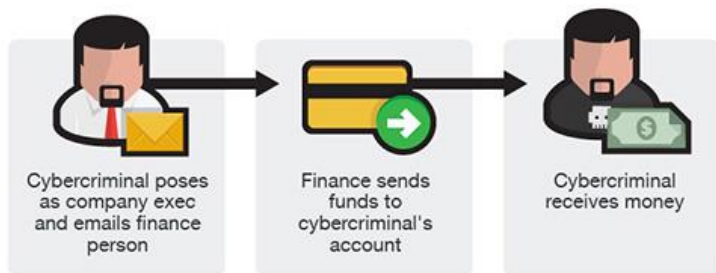 Cybercriminal poses
as company exec
and emails finance
person
Finance sends
funds to
cybercriminal's
account
Cybercriminal
receives money